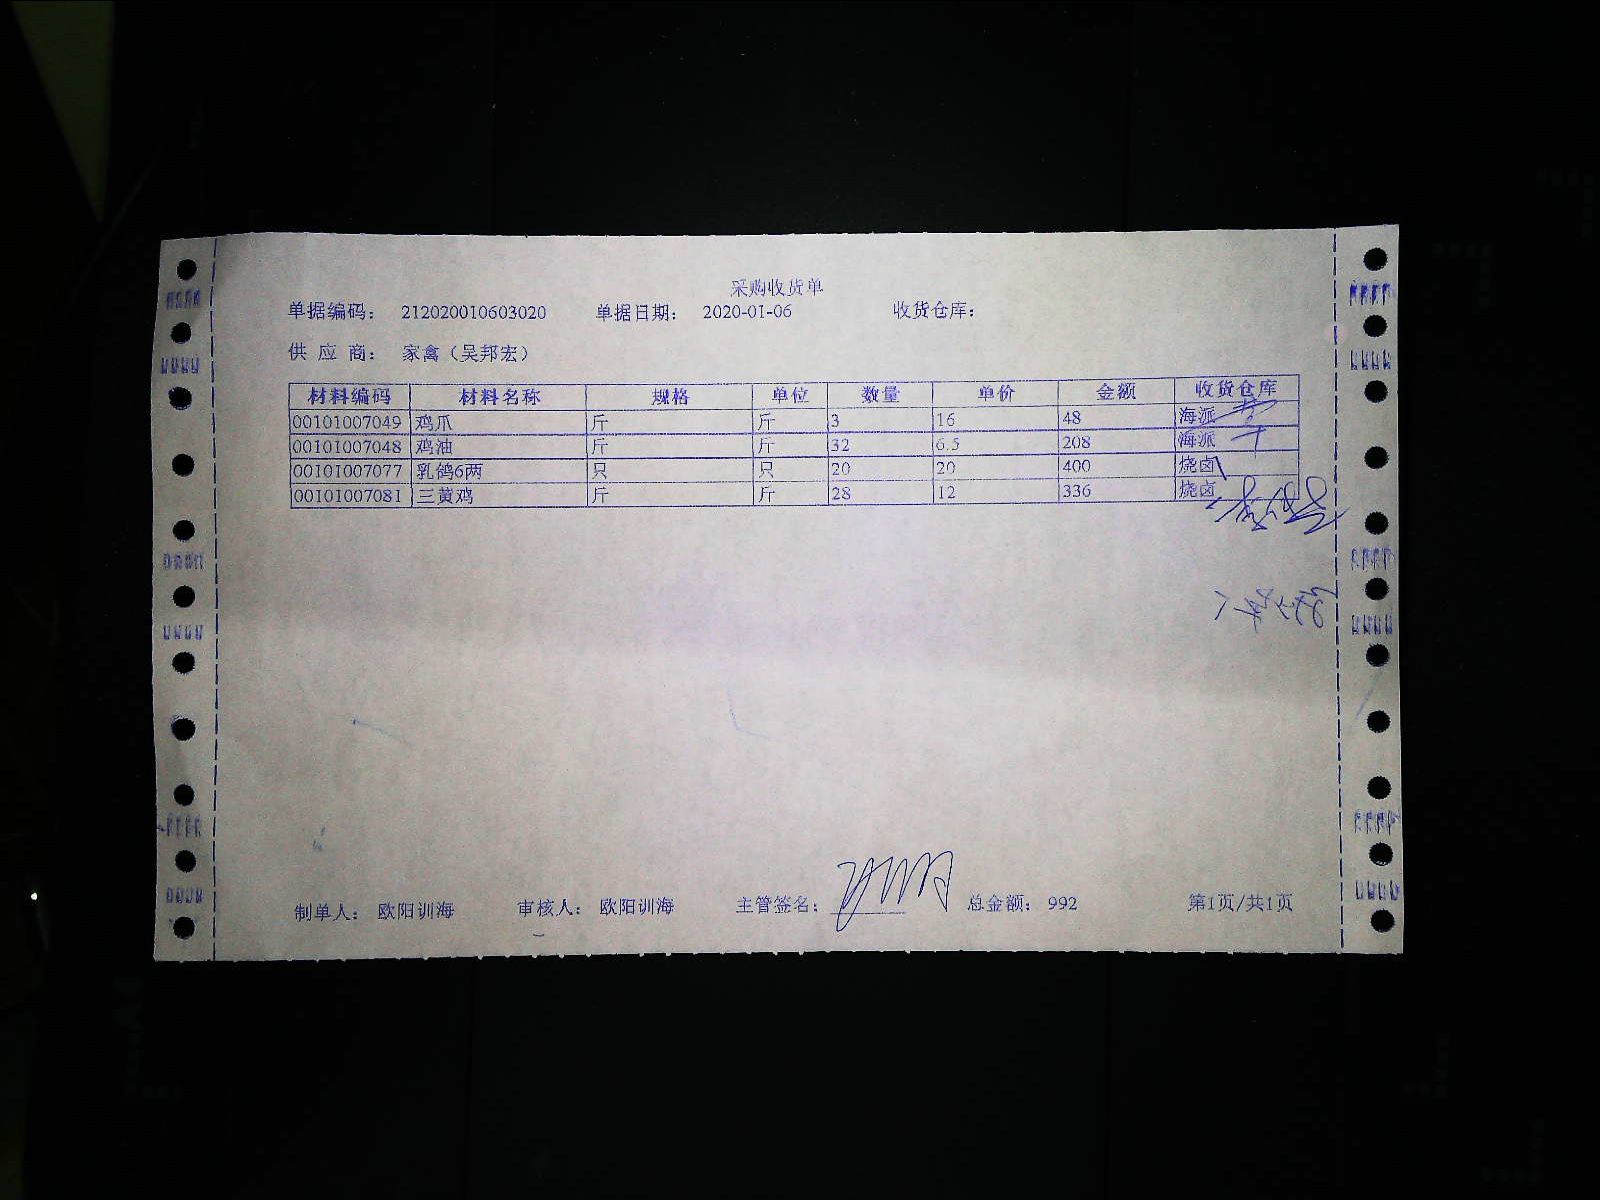 采购收货单
单据编码： 212020010603020 单据日期： 2020-01-06 收货仓库：
供 应 商： 家禽（吴邦宏）
材料编码 材料名称 规格 单位 数量 单价 金额 收货仓库
00101007049 鸡爪 斤 斤 3 16 48 海派
00101007048 鸡油 斤 斤 32 6.5 208 海派
00101007077 乳鸽6两 只 只 20 20 400 烧卤
00101007081 三黄鸡 斤 斤 28 12 336 烧卤
制单人： 欧阳训海 审核人： 欧阳训海 主管签名： 总金额： 992 第1页/共1页